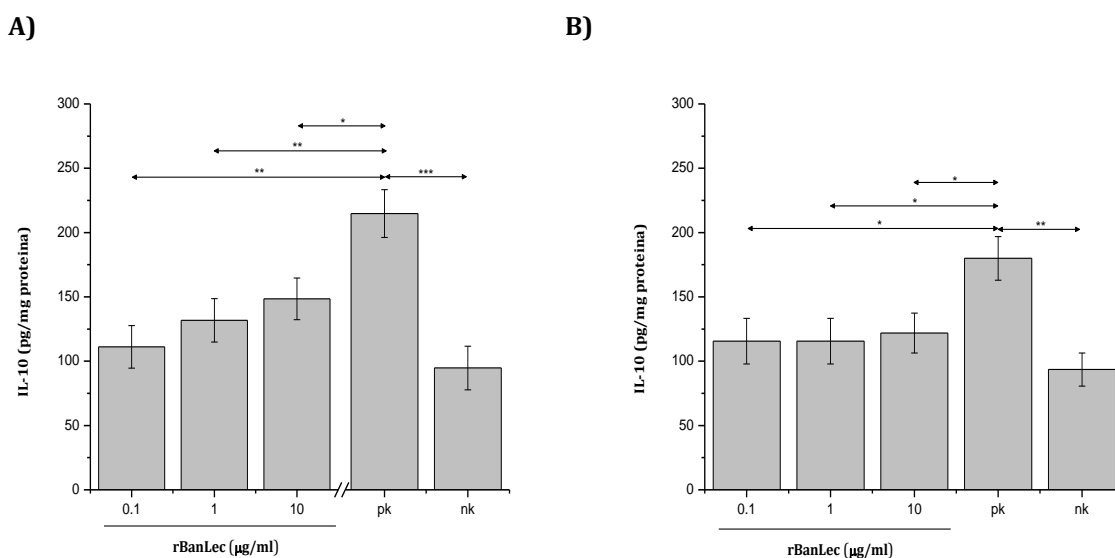 A)
300
250
200
150
100
50
0
IL-10 (pg/mg proteina)
*
**
**
***
0.1 1 10 pk nk
rBanLec (µg/ml)
B)
300
250
200
150
100
50
0
IL-10 (pg/mg proteina)
*
*
*
**
0.1 1 10 pk nk
rBanLec (µg/ml)